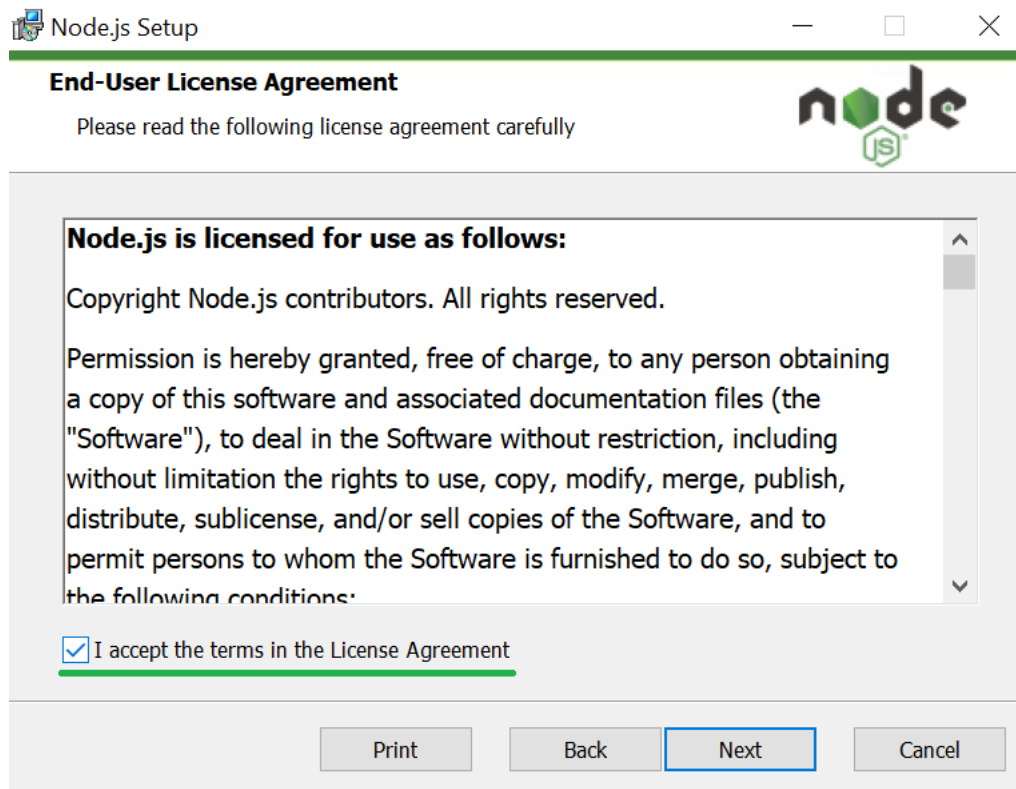 Node.js Setup
End-User License Agreement
Please read the following license agreement carefully
node
JS
Node.js is licensed for use as follows:
Copyright Node.js contributors. All rights reserved.
Permission is hereby granted, free of charge, to any person obtaining
a copy of this software and associated documentation files (the
"Software"), to deal in the Software without restriction, including
without limitation the rights to use, copy, modify, merge, publish,
distribute, sublicense, and/or sell copies of the Software, and to
permit persons to whom the Software is furnished to do so, subject to
the following conditions:
I accept the terms in the License Agreement
Print Back Next Cancel